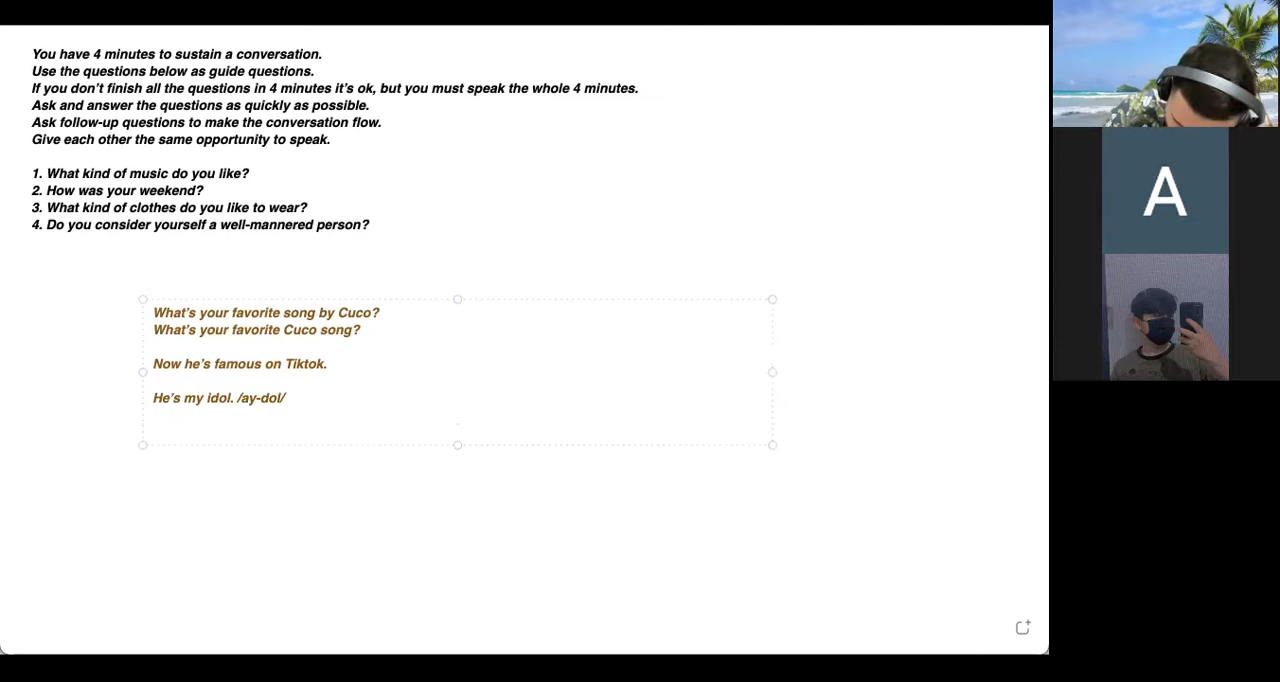 You have 4 minutes to sustain a conversation.
Use the questions below as guide questions.
If you don't finish all the questions in 4 minutes it's ok, but you must speak the whole 4 minutes.
Ask and answer the questions as quickly as possible.
Ask follow-up questions to make the conversation flow.
Give each other the same opportunity to speak.
1. What kind of music do you like?
2. How was your weekend?
3. What kind of clothes do you like to wear?
4. Do you consider yourself a well-mannered person?
What's your favorite song by Cuco?
What's your favorite Cuco song?
Now he's famous on Tiktok.
He's my idol. /ay-dol/
A